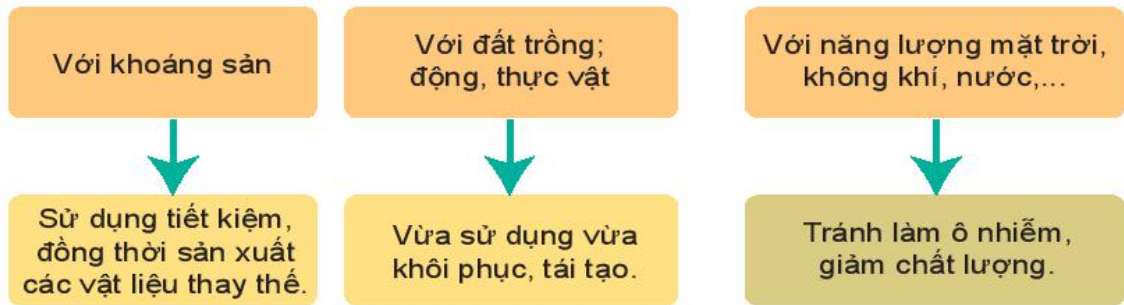 Với khoáng sản
Với đất trồng;
động, thực vật
Với năng lượng mặt trời,
không khí, nước,...
Sử dụng tiết kiệm,
đồng thời sản xuất
các vật liệu thay thế.
Vừa sử dụng vừa
khôi phục, tái tạo.
Tránh làm ô nhiễm,
giảm chất lượng.